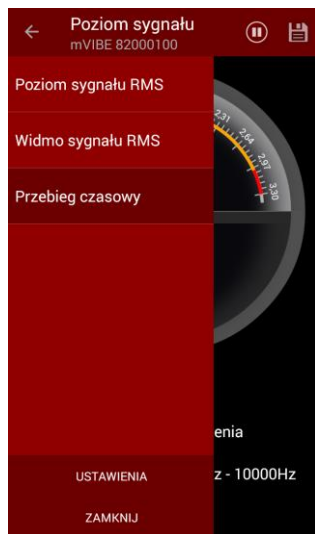 Poziom sygnału
mVIBE 82000100
Poziom sygnału RMS
Widmo sygnału RMS
Przebieg czasowy
2,31
2,64
2,97
3,30
enia
z - 10000Hz
USTAWIENIA
ZAMKNIJ